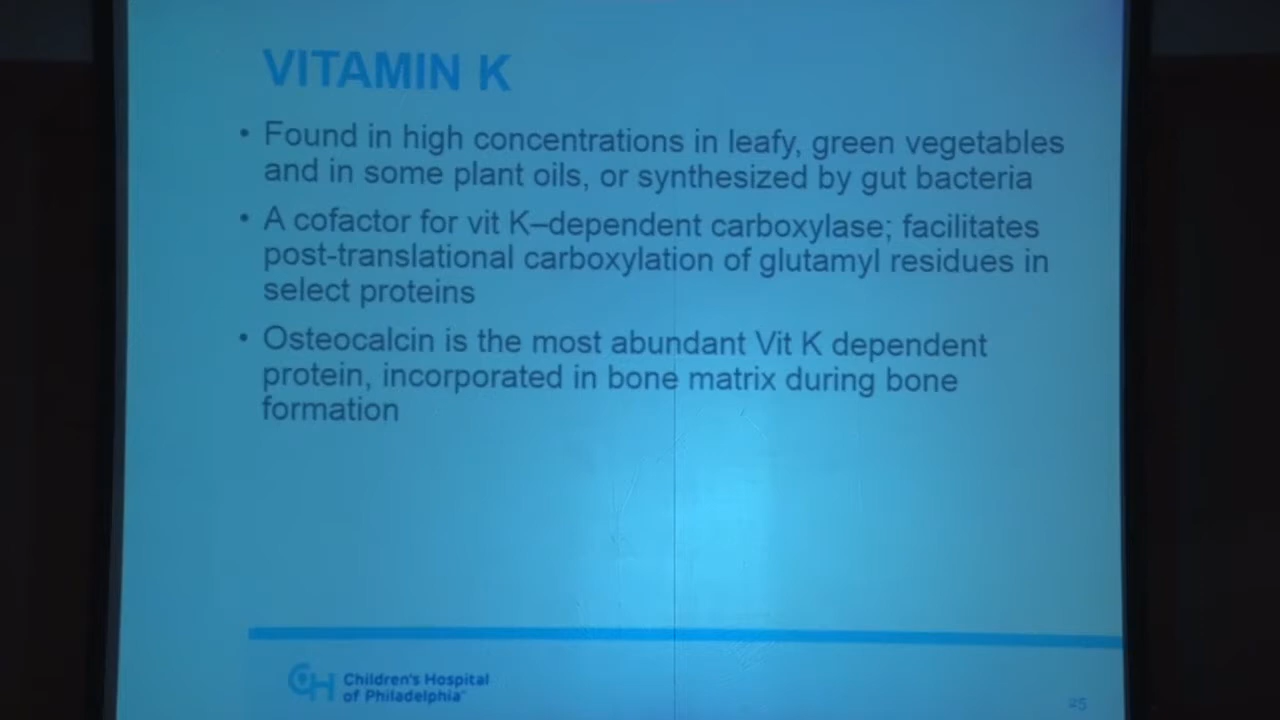 VITAMIN K
• Found in high concentrations in leafy, green vegetables
and in some plant oils, or synthesized by gut bacteria
• A cofactor for vit K–dependent carboxylase; facilitates
post-translational carboxylation of glutamyl residues in
select proteins
• Osteocalcin is the most abundant Vit K dependent
protein, incorporated in bone matrix during bone
formation
CH Children's Hospital
of Philadelphia
25